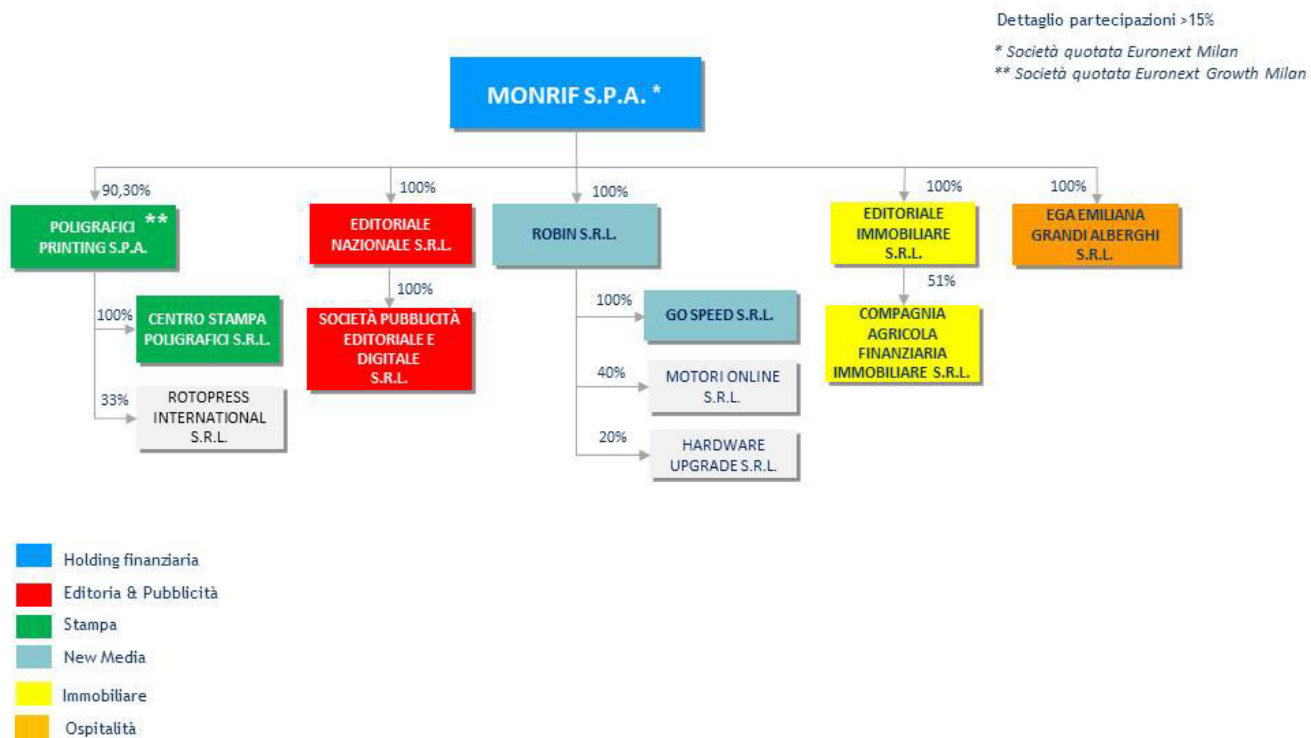 Dettaglio partecipazioni >15%
* Società quotata Euronext Milan
** Società quotata Euronext Growth Milan
MONRIF S.P.A. *
90,30%
100%
100%
100%
100%
POLIGRAFICI **
PRINTING S.P.A.
EDITORIALE
NAZIONALE S.R.L.
ROBIN S.R.L.
EDITORIALE
IMMOBILIARE
S.R.L.
EGA EMILIANA
GRANDI ALBERGHI
S.R.L.
100%
CENTRO STAMPA
POLIGRAFICI S.R.L.
33%
ROTOPRESS
INTERNATIONAL
S.R.L.
100%
SOCIETÀ PUBBLICITÀ
EDITORIALE E
DIGITALE
S.R.L.
100%
GO SPEED S.R.L.
40%
MOTORI ONLINE
S.R.L.
20%
HARDWARE
UPGRADE S.R.L.
51%
COMPAGNIA
AGRICOLA
FINANZIARIA
IMMOBILIARE S.R.L.
Holding finanziaria
Editoria & Pubblicità
Stampa
New Media
Immobiliare
Ospitalità